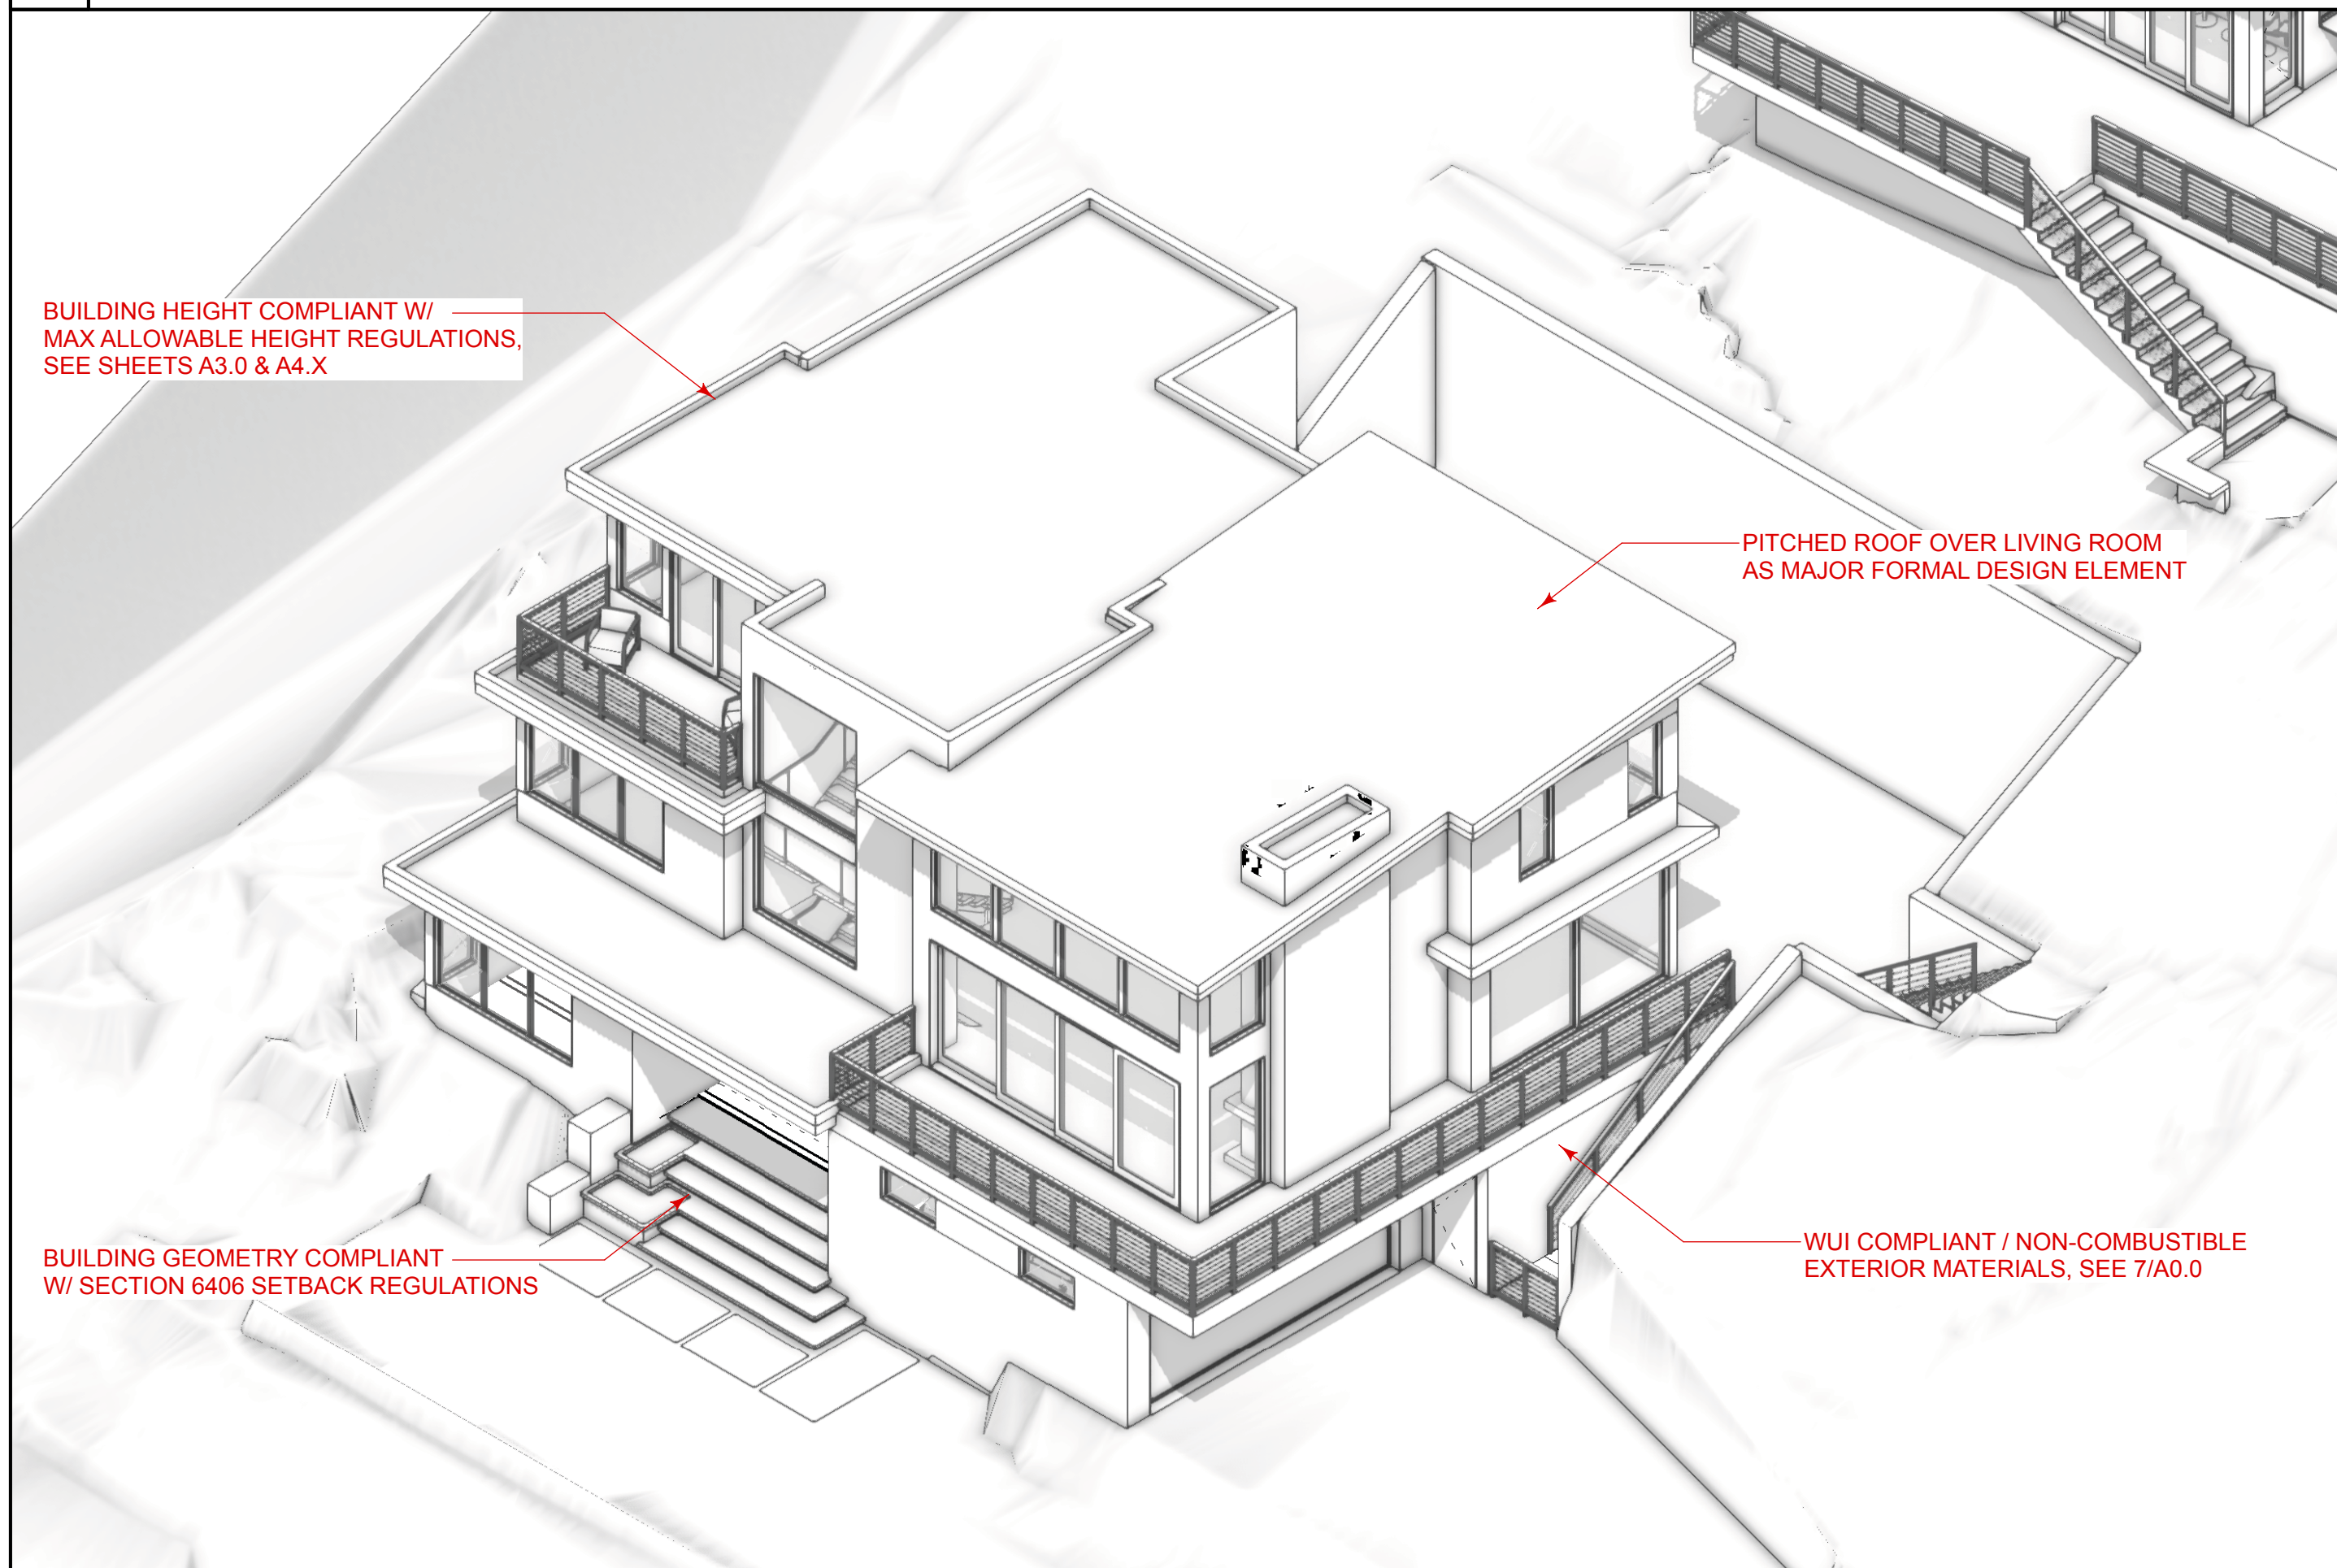 BUILDING HEIGHT COMPLIANT W/
MAX ALLOWABLE HEIGHT REGULATIONS,
SEE SHEETS A3.0 & A4.X
PITCHED ROOF OVER LIVING ROOM
AS MAJOR FORMAL DESIGN ELEMENT
BUILDING GEOMETRY COMPLIANT
W/ SECTION 6406 SETBACK REGULATIONS
WUI COMPLIANT / NON-COMBUSTIBLE
EXTERIOR MATERIALS, SEE 7/A0.0